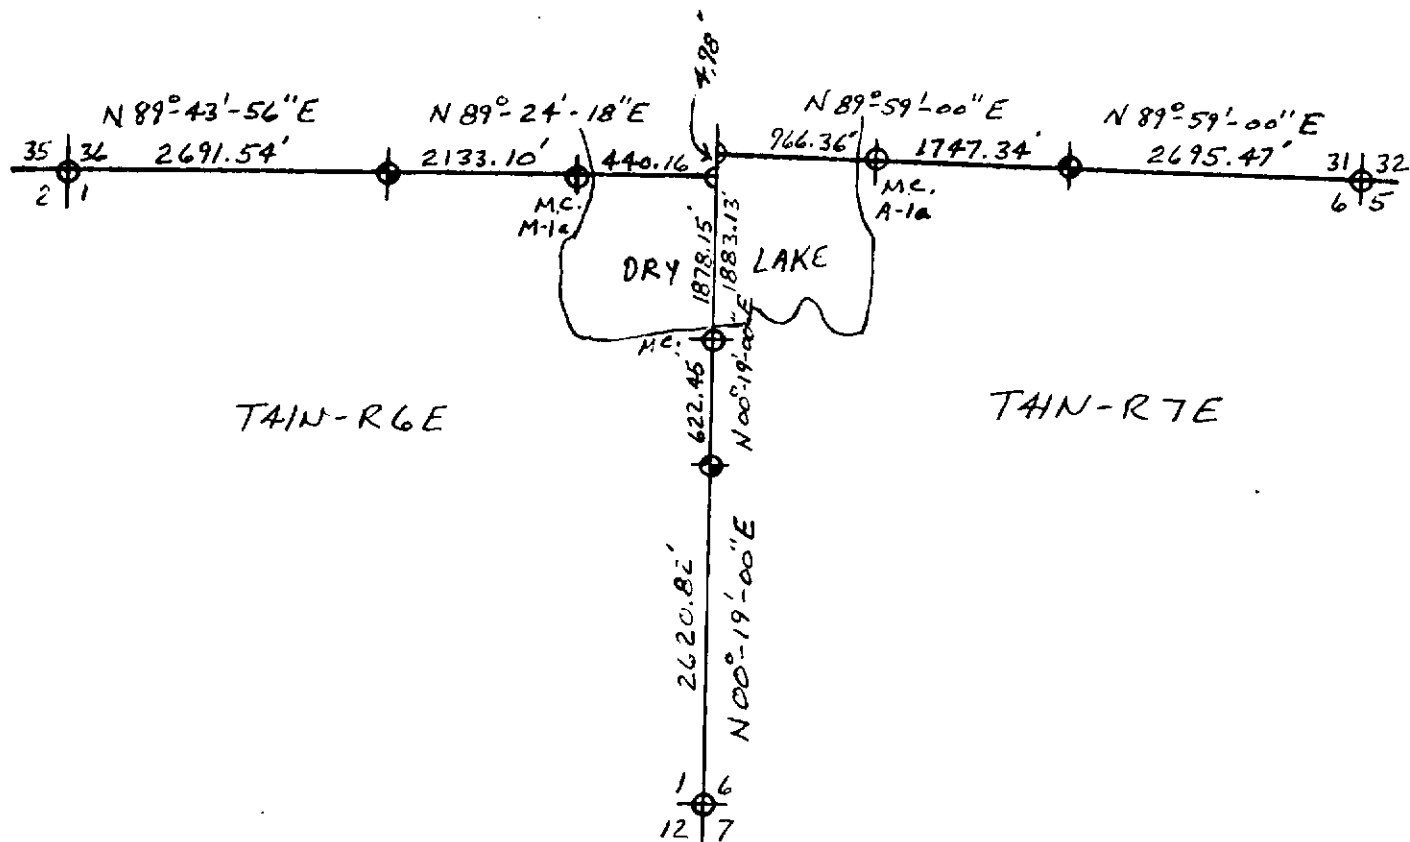 4.98'
N 89°-43'-56" E
N 89°-24'-18" E
N 89°-59'-00" E
N 89°-59'-00" E
35 36
2691.54'
2133.10'
440.16
966.36'
1747.34'
2695.47'
31 32
2 1
M.C.
M-1a
M.C.
A-1a
6 5
DRY LAKE
1878.15'
1883.13'
M.C.
622.45'
N 00°-19'-00" E
T41N-R6E
T41N-R7E
2620.82'
N 00°-19'-00" E
1 6
12 7